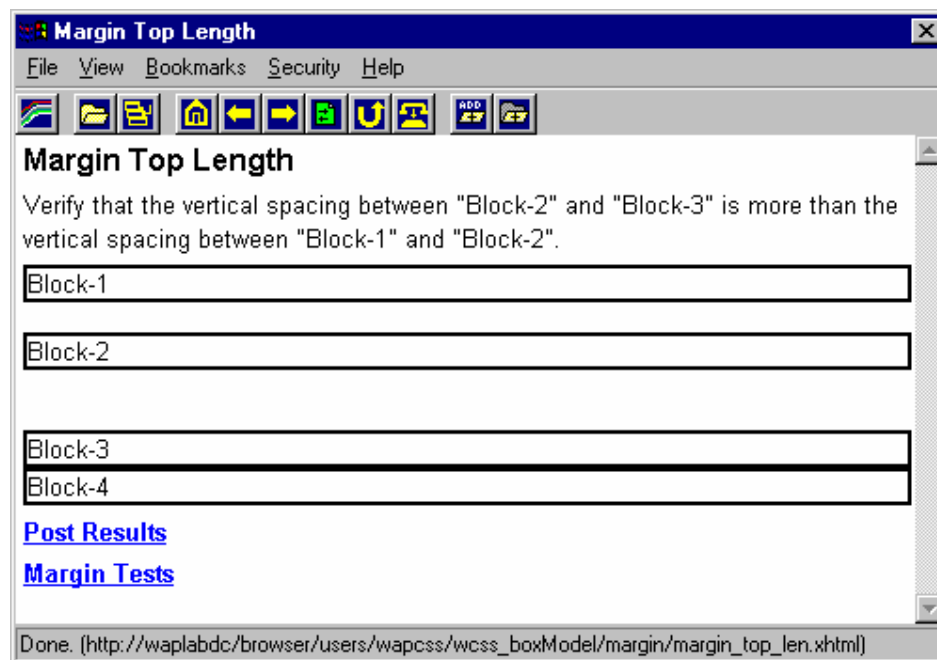 Margin Top Length
File View Bookmarks Security Help
ADD
Margin Top Length
Verify that the vertical spacing between "Block-2" and "Block-3" is more than the
vertical spacing between "Block-1" and "Block-2".
Block-1
Block-2
Block-3
Block-4
Post Results
Margin Tests
Done. (http://waplabdc/browser/users/wapcss/wcss_boxModel/margin/margin_top_len.xhtml)